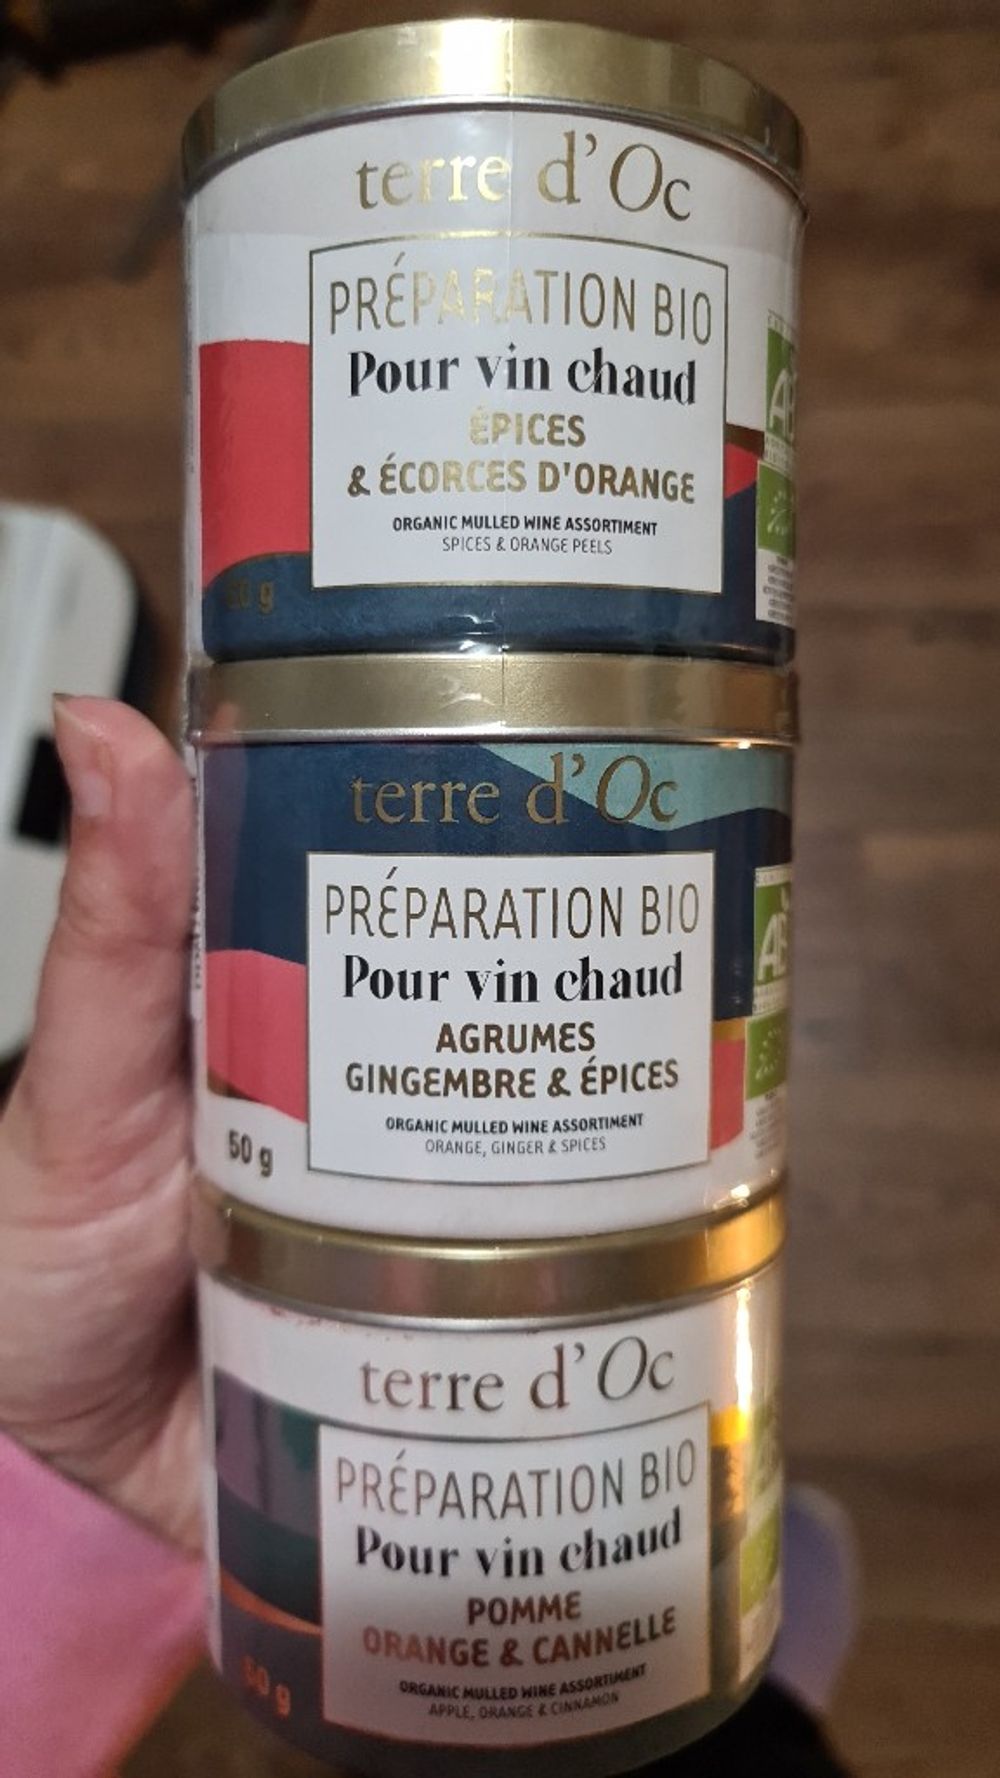 terre d'Oc
PRÉPARATION BIO
Pour vin chaud
ÉPICES
& ÉCORCES D'ORANGE
ORGANIC MULLED WINE ASSORTIMENT
SPICES & ORANGE PEELS
terre d'Oc
PRÉPARATION BIO
Pour vin chaud
AGRUMES
GINGEMBRE & ÉPICES
ORGANIC MULLED WINE ASSORTIMENT
ORANGE, GINGER & SPICES
50 g
terre d'Oc
PRÉPARATION BIO
Pour vin chaud
POMME
ORANGE & CANNELLE
ORGANIC MULLED WINE ASSORTIMENT
APPLE, ORANGE & CINNAMON